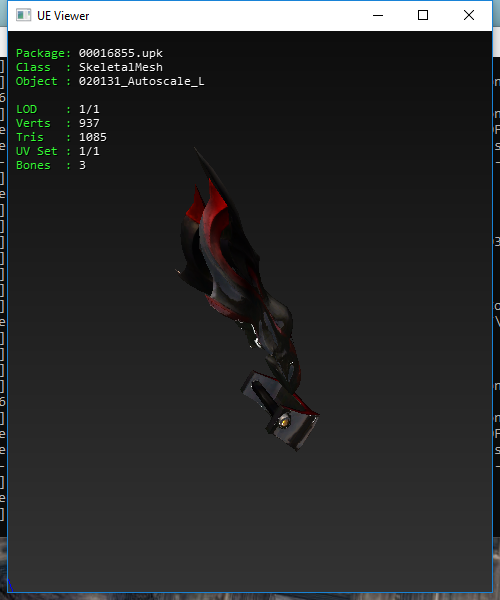 UE Viewer
Package: 00016855.upk
Class : SkeletalMesh
Object : 020131_Autoscale_L
LOD : 1/1
Verts : 937
Tris : 1085
UV Set : 1/1
Bones : 3